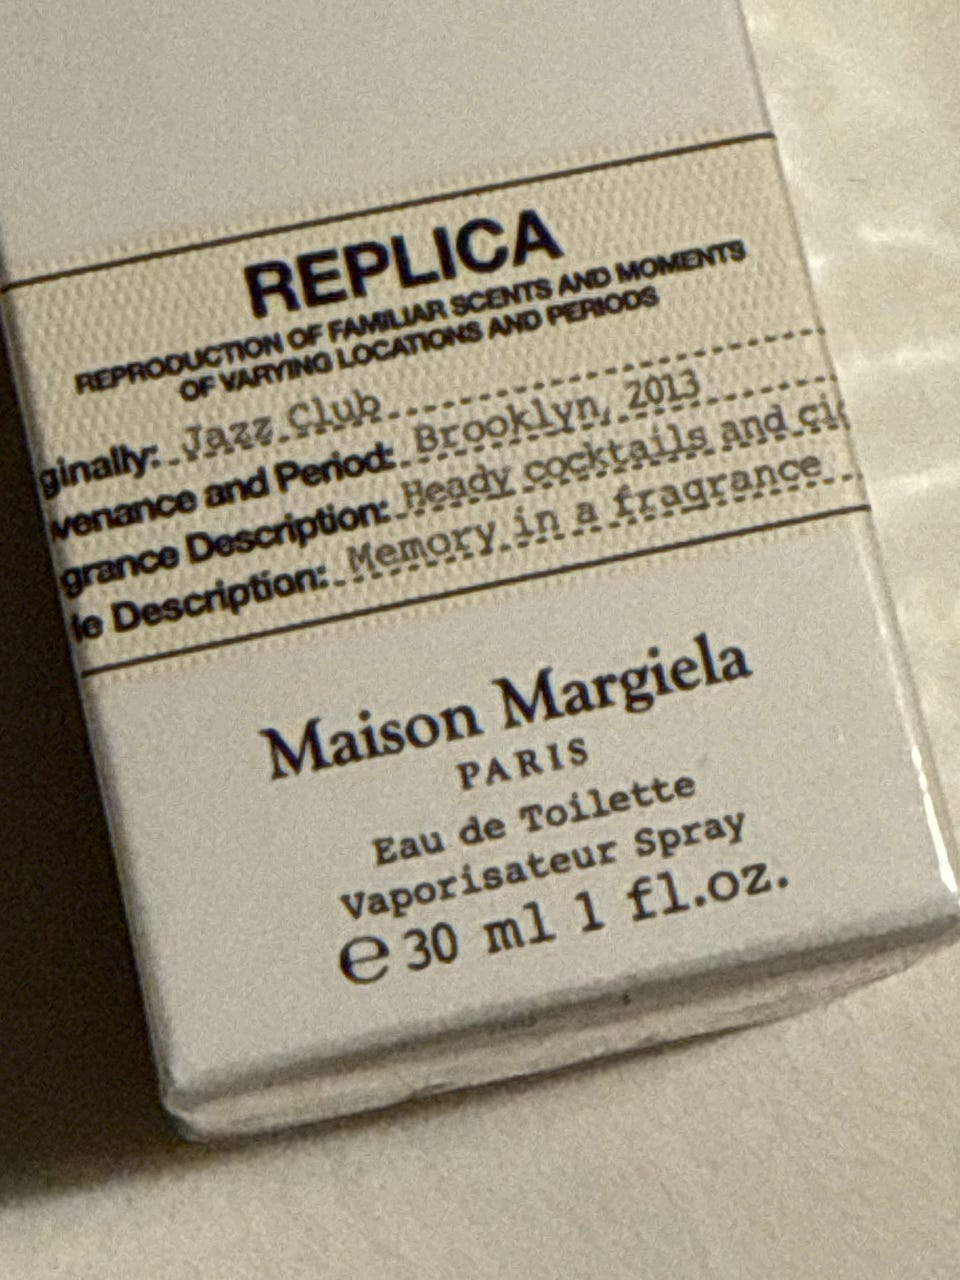 REPLICA
REPRODUCTION OF FAMILIAR SCENTS AND MOMENTS
OF VARYING LOCATIONS AND PERIODS
ginally: Jazz Club
venance and Period: Brooklyn, 2013
grance Description: Heady cocktails and ci
le Description: Memory in a fragrance
Maison Margiela
PARIS
Eau de Toilette
Vaporisateur Spray
℮ 30 ml 1 fl.oz.